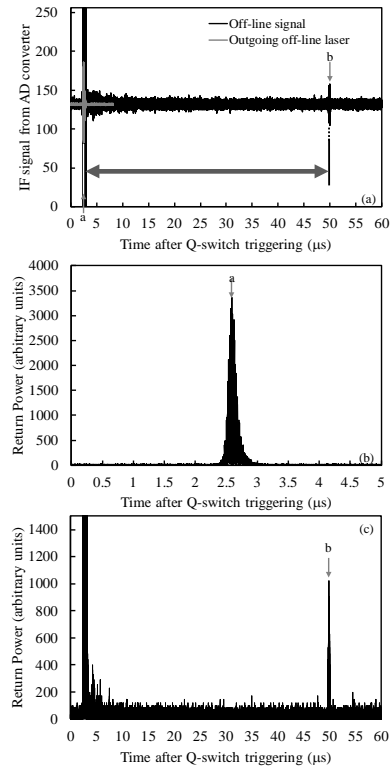 Off-line signal
Outgoing off-line laser
IF signal from AD converter
250
200
150
100
50
0
b
a
(a)
0 5 10 15 20 25 30 35 40 45 50 55 60
Time after Q-switch triggering (μs)
Return Power (arbitrary units)
4000
3500
3000
2500
2000
1500
1000
500
0
a
(b)
0 0.5 1 1.5 2 2.5 3 3.5 4 4.5 5
Time after Q-switch triggering (μs)
Return Power (arbitrary units)
1400
1200
1000
800
600
400
200
0
(c)
b
0 5 10 15 20 25 30 35 40 45 50 55 60
Time after Q-switch triggering (μs)